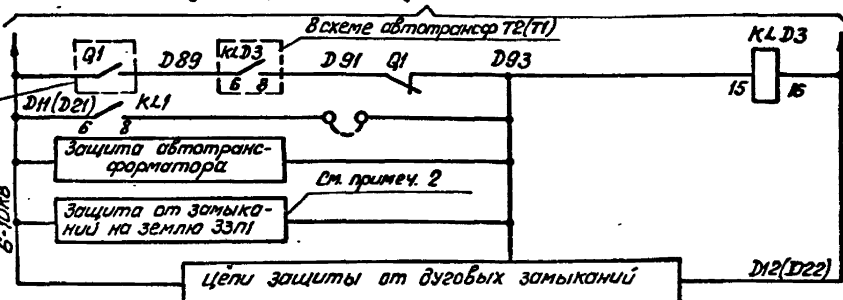 В схеме автотрансф Т2(Т1)
Q1
D89
KLD3
6 8
D91
Q1
D93
KLD3
15
16
D11(D21)
KL1
6 8
Защита автотранс-
форматора
См. примеч. 2
Защита от замыка-
ний на землю ЗЗП1
6-10кВ
Цепи защиты от дуговых замыканий
D12(D22)